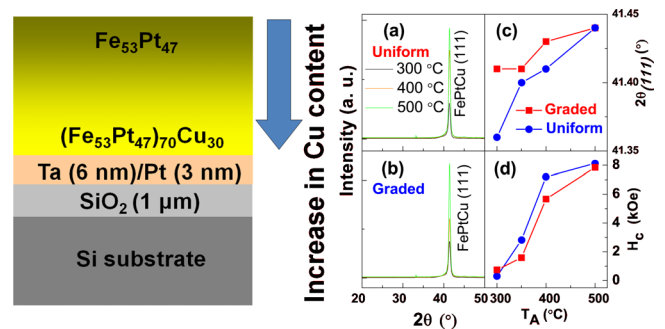 Fe53Pt47
(Fe53Pt47)70Cu30
Ta (6 nm)/Pt (3 nm)
SiO2 (1 µm)
Si substrate
Increase in Cu content
Intensity (a. u.)
(a)
Uniform
300 °C
400 °C
500 °C
FePtCu (111)
(b)
Graded
FePtCu (111)
20 30 40 50
2θ (°)
(c)
Graded
Uniform
41.45
41.40
41.35
2θ(111) (°)
(d)
8
6
4
2
0
HC (kOe)
300 400 500
TA (°C)